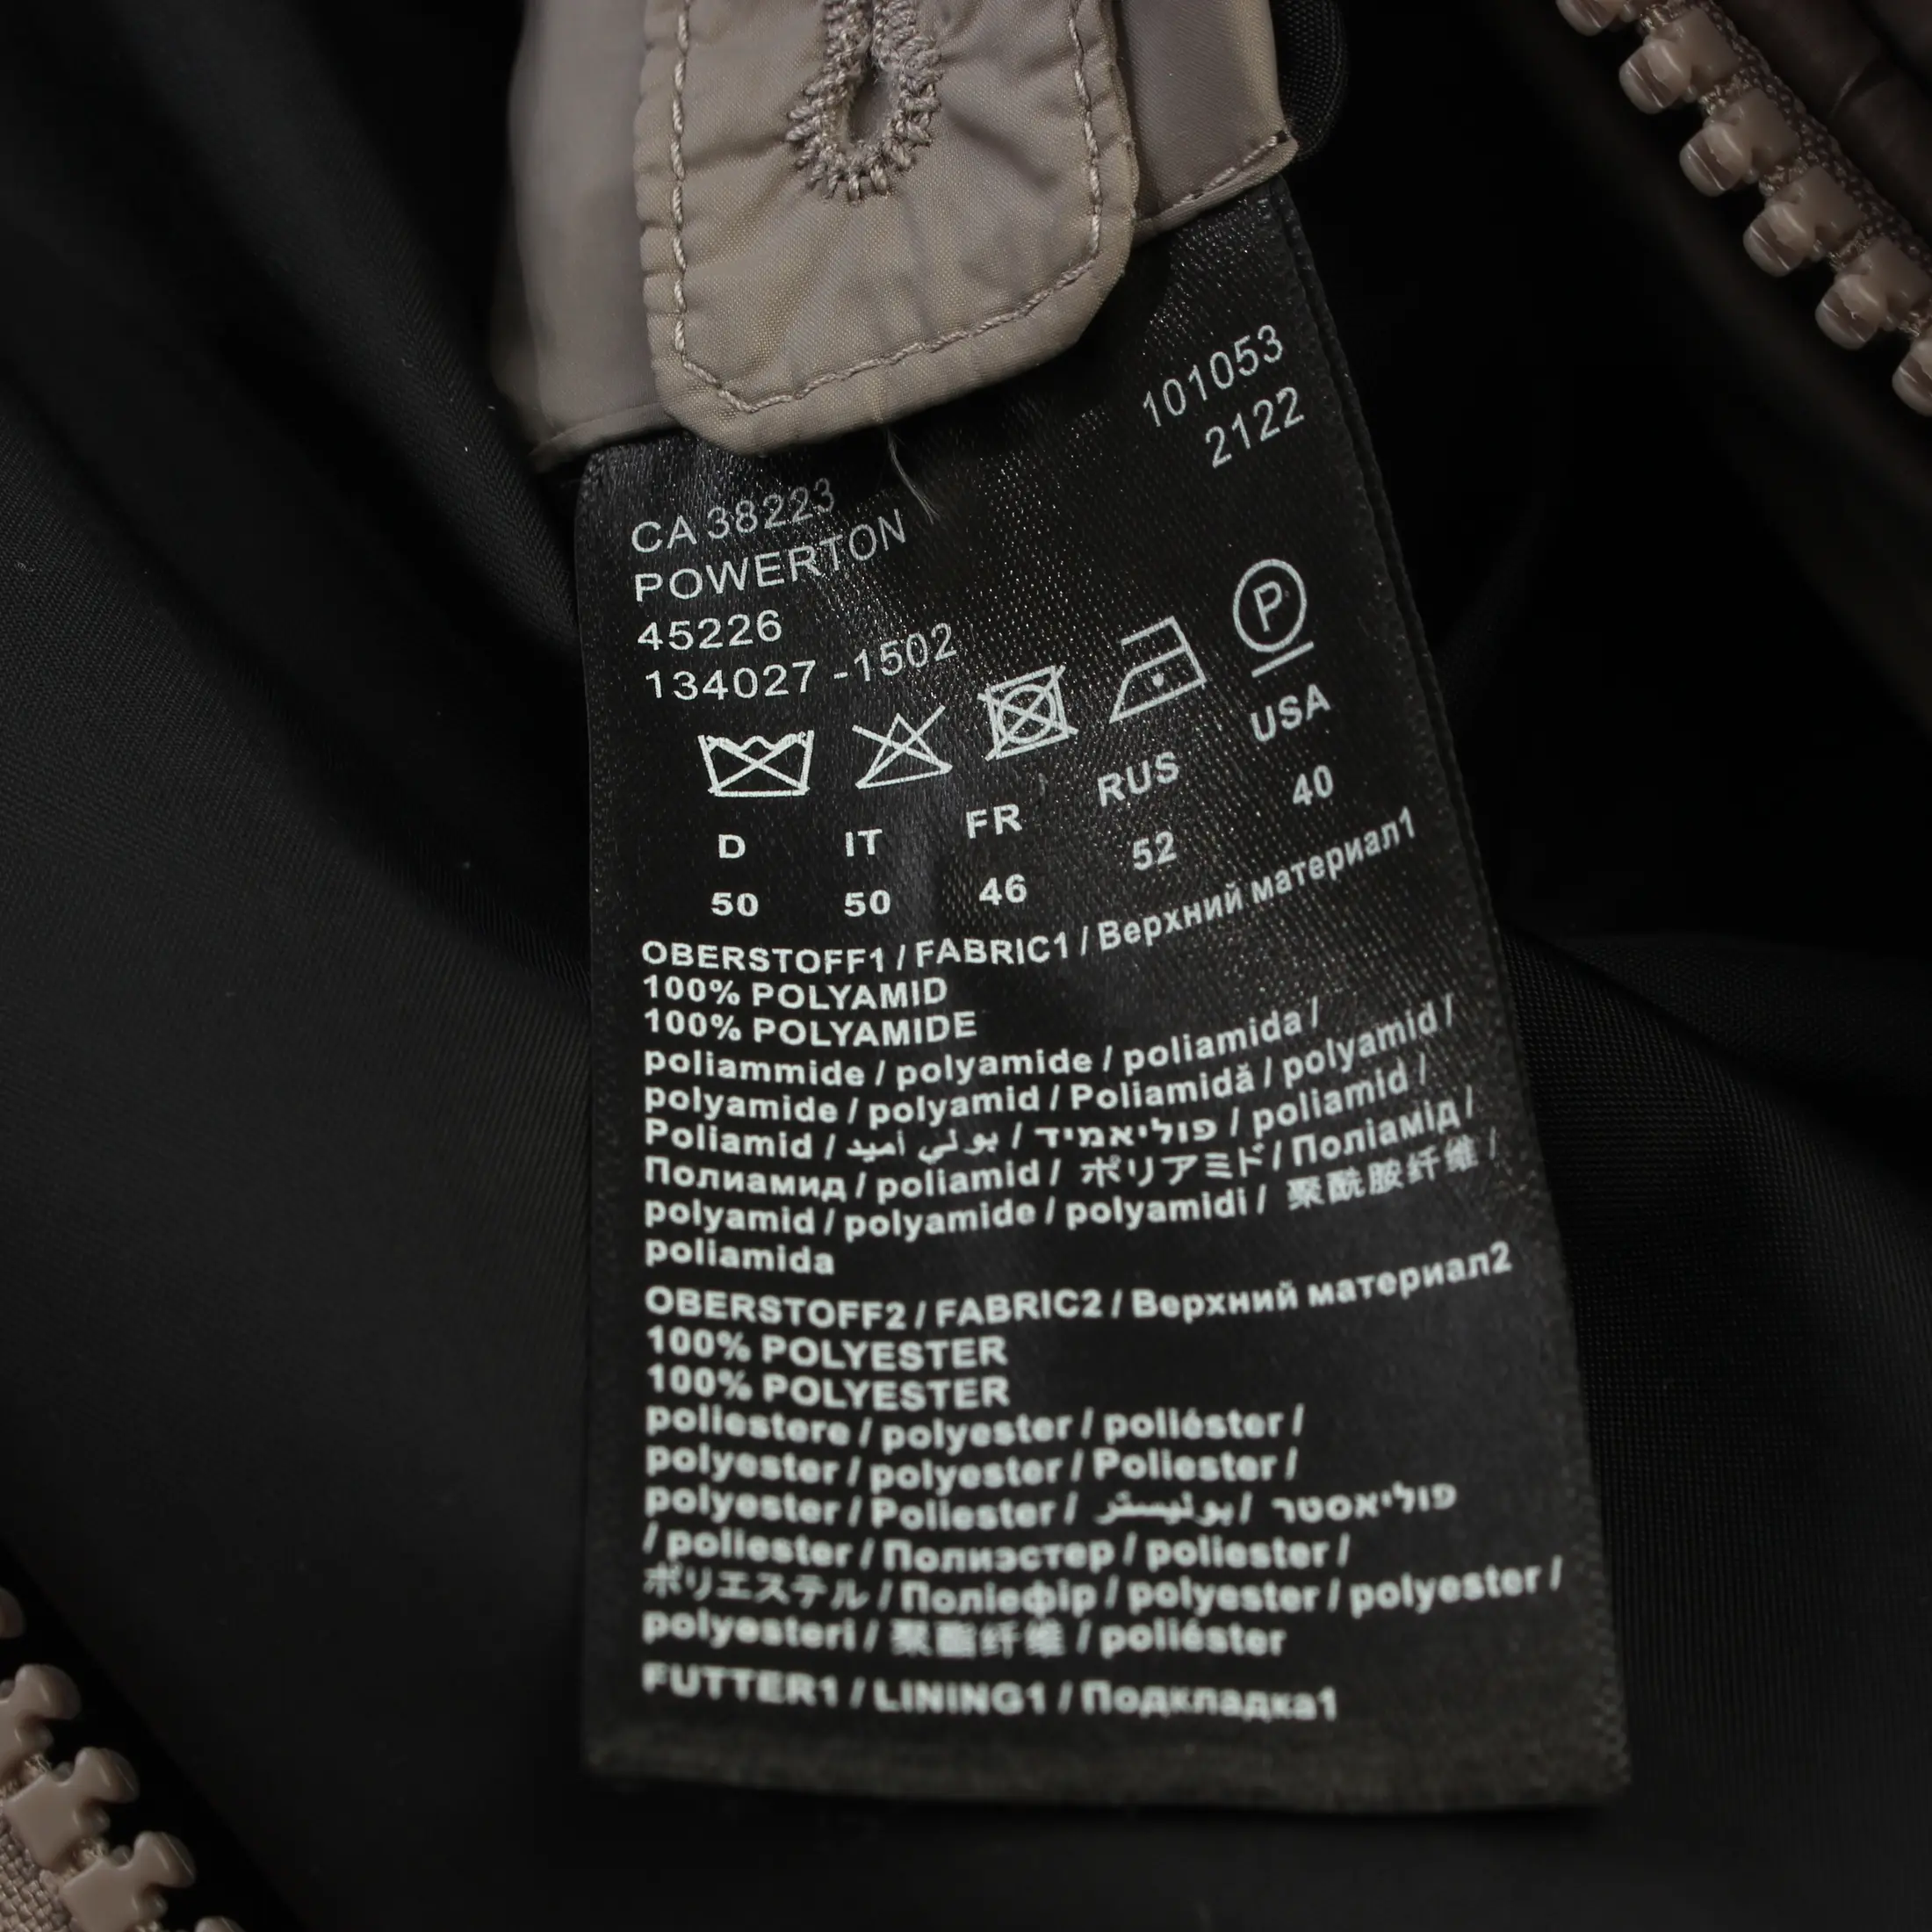 101053
2122
CA 38223
POWERTON
45226
134027 -1502
P
D IT FR RUS USA
50 50 46 52 40
OBERSTOFF1 / FABRIC1 / Верхний материал1
100% POLYAMID
100% POLYAMIDE
poliammide / polyamide / poliamida /
polyamide / polyamid / Poliamidă / polyamid /
Poliamid / بولي أميد / פוליאמיד / poliamid /
Полиамид / poliamid / ポリアミド / Поліамід /
polyamid / polyamide / polyamidi / 聚酰胺纤维 /
poliamida
OBERSTOFF2 / FABRIC2 / Верхний материал2
100% POLYESTER
100% POLYESTER
poliestere / polyester / poliéster /
polyester / polyester / Poliester /
polyester / Poliester / بوليستر / פוליאסטר
/ poliester / Полиэстер / poliester /
ポリエステル / Поліефір / polyester / polyester /
polyesteri / 聚酯纤维 / poliéster
FUTTER1 / LINING1 / Подкладка1